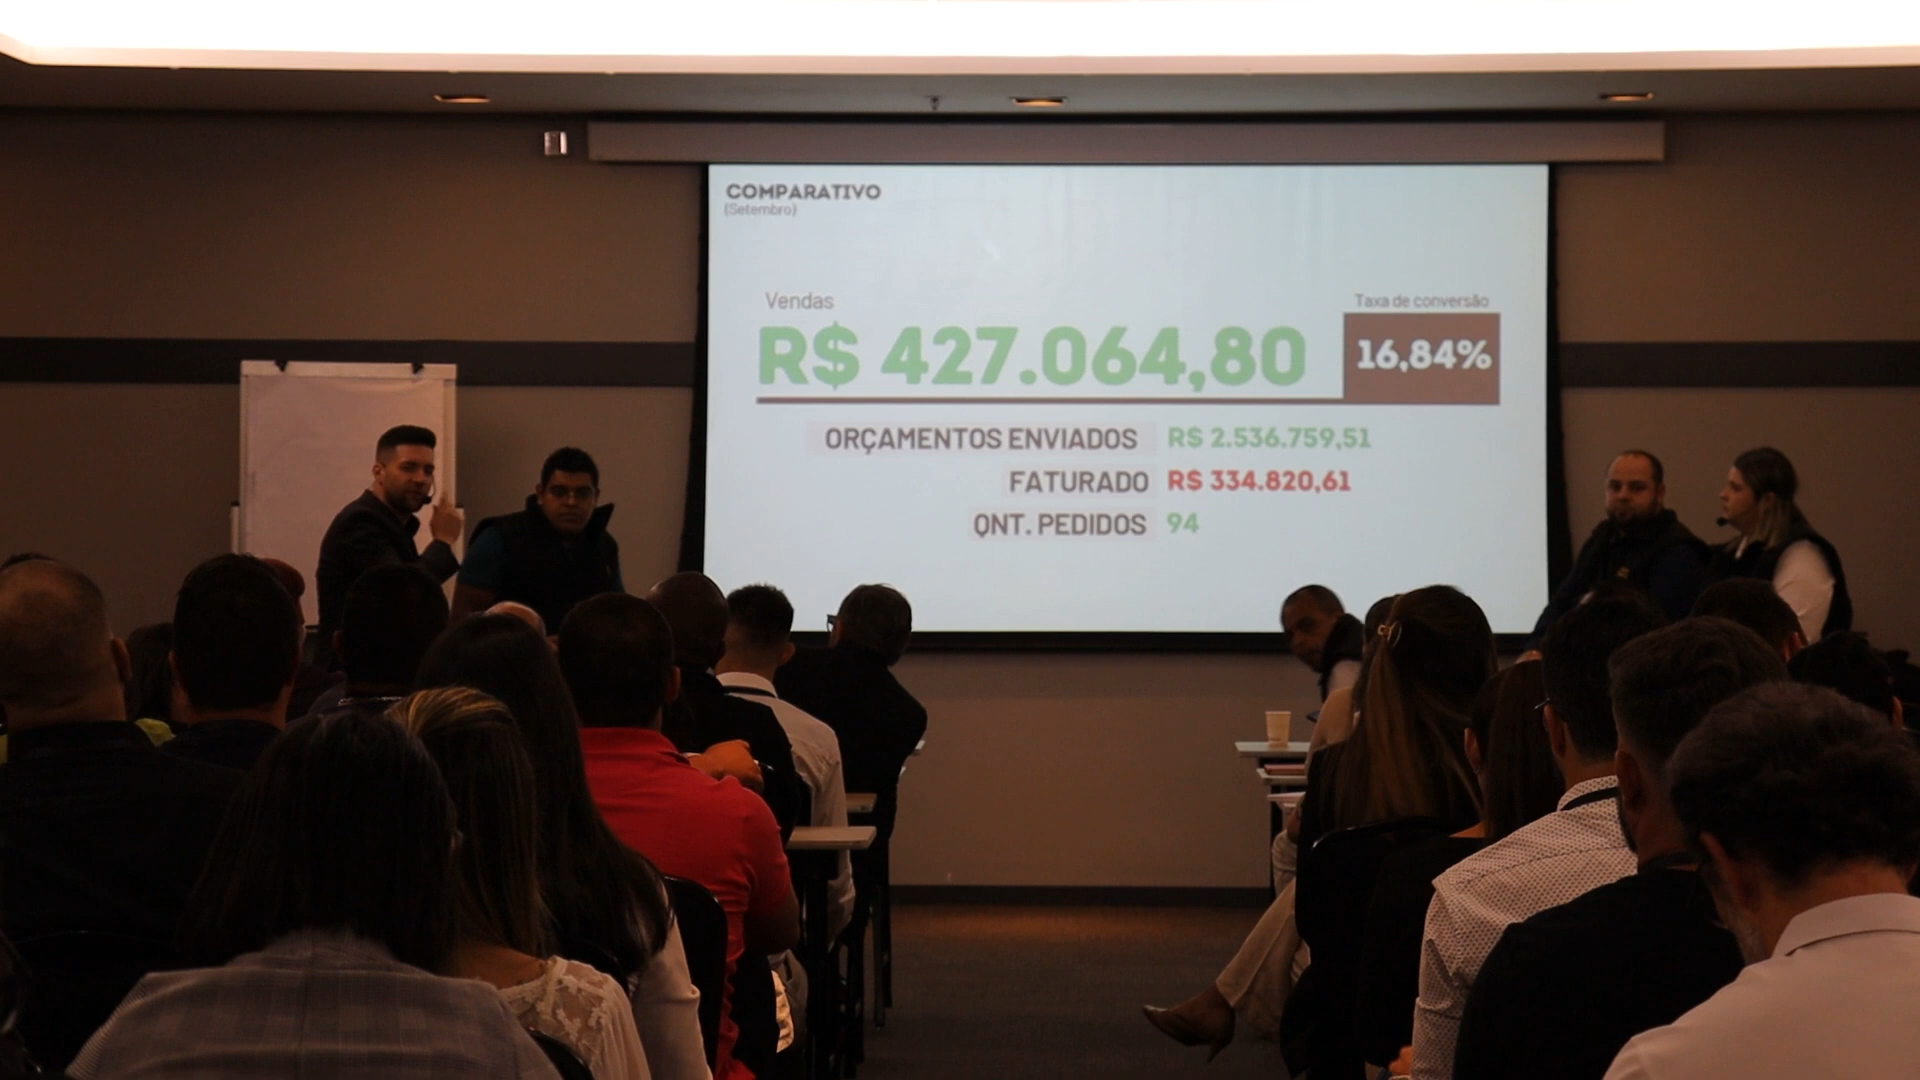 COMPARATIVO
(Setembro)
Vendas
R$ 427.064,80
Taxa de conversão
16,84%
ORÇAMENTOS ENVIADOS R$ 2.536.759,51
FATURADO R$ 334.820,61
QNT. PEDIDOS 94